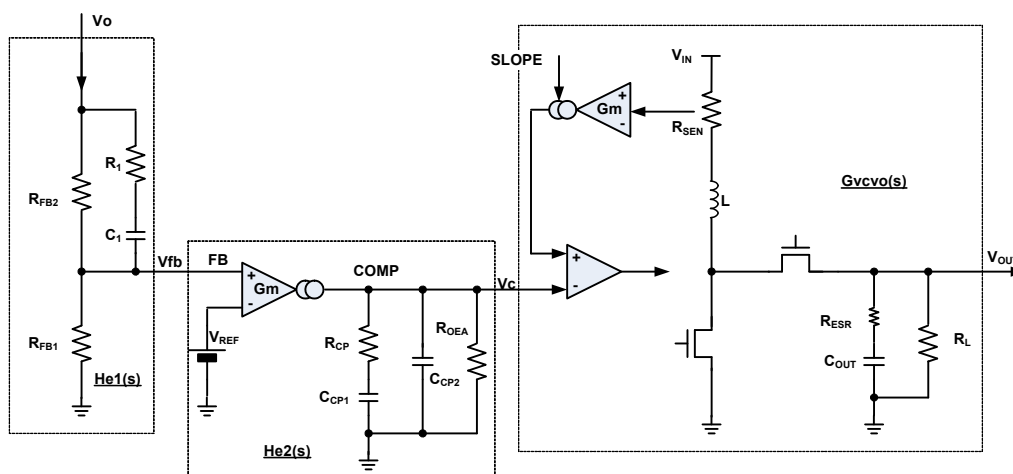 Vo
SLOPE
VIN
+
Gm
-
RSEN
R1
RFB2
C1
L
Gvcvo(s)
Vfb
FB
COMP
Vc
+
-
VOUT
+
Gm
-
VREF
RCP
ROEA
CCP2
CCP1
RFB1
He1(s)
He2(s)
RESR
COUT
RL